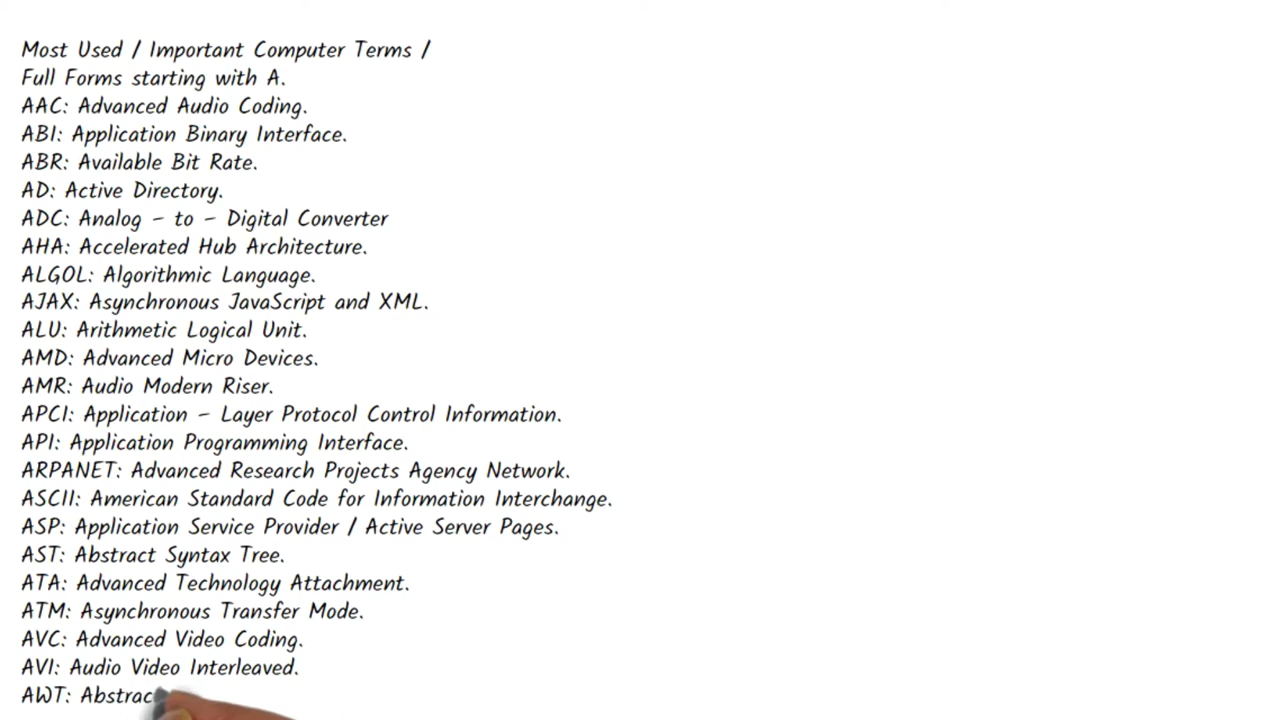 Most Used / Important Computer Terms /
Full Forms starting with A.
AAC: Advanced Audio Coding.
ABI: Application Binary Interface.
ABR: Available Bit Rate.
AD: Active Directory.
ADC: Analog – to – Digital Converter
AHA: Accelerated Hub Architecture.
ALGOL: Algorithmic Language.
AJAX: Asynchronous JavaScript and XML.
ALU: Arithmetic Logical Unit.
AMD: Advanced Micro Devices.
AMR: Audio Modern Riser.
APCI: Application – Layer Protocol Control Information.
API: Application Programming Interface.
ARPANET: Advanced Research Projects Agency Network.
ASCII: American Standard Code for Information Interchange.
ASP: Application Service Provider / Active Server Pages.
AST: Abstract Syntax Tree.
ATA: Advanced Technology Attachment.
ATM: Asynchronous Transfer Mode.
AVC: Advanced Video Coding.
AVI: Audio Video Interleaved.
AWT: Abstrac